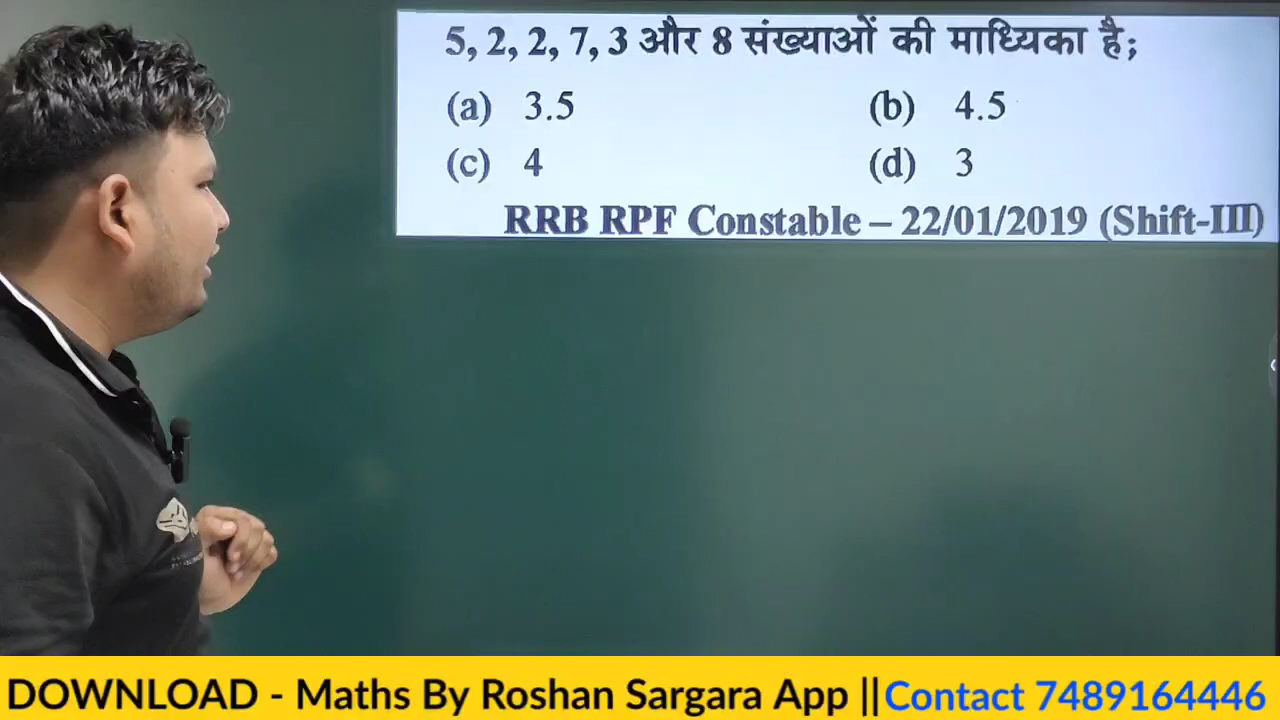 5, 2, 2, 7, 3 और 8 संख्याओं की माध्यिका है;
(a) 3.5 (b) 4.5
(c) 4 (d) 3
RRB RPF Constable – 22/01/2019 (Shift-III)
DOWNLOAD - Maths By Roshan Sargara App ||Contact 7489164446